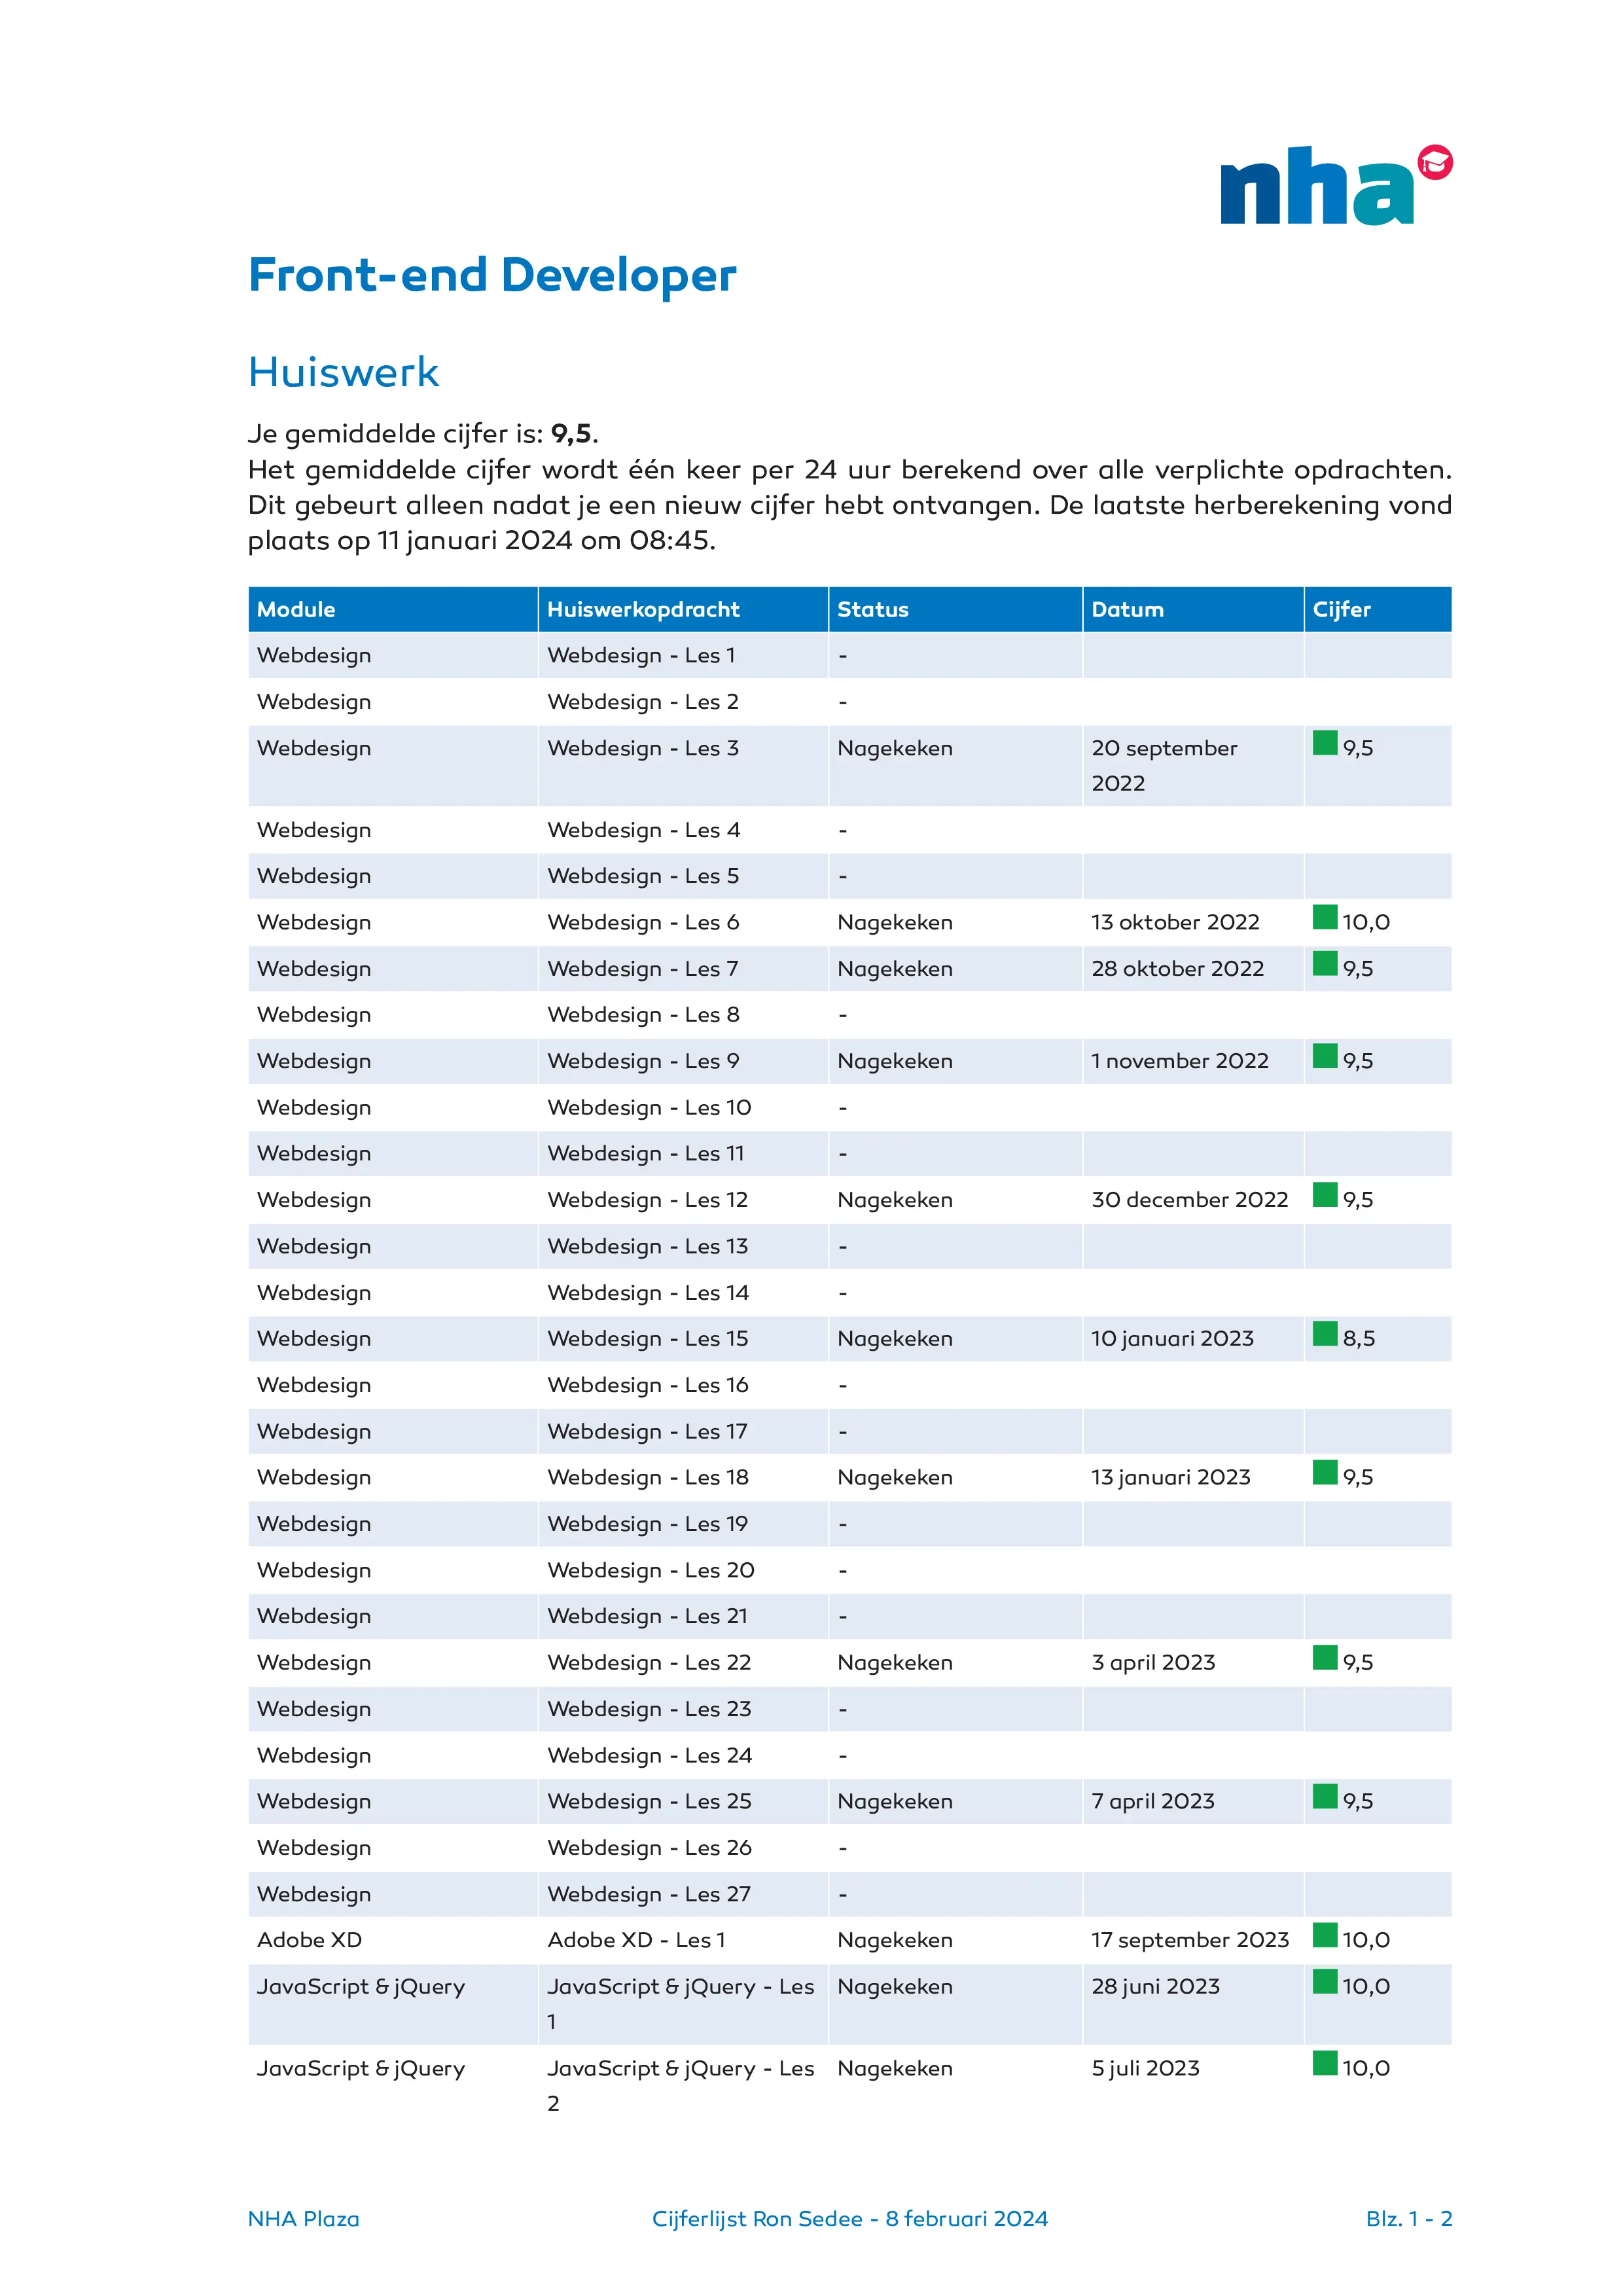 nha
Front-end Developer
Huiswerk
Je gemiddelde cijfer is: 9,5.
Het gemiddelde cijfer wordt één keer per 24 uur berekend over alle verplichte opdrachten.
Dit gebeurt alleen nadat je een nieuw cijfer hebt ontvangen. De laatste herberekening vond
plaats op 11 januari 2024 om 08:45.
Module Huiswerkopdracht Status Datum Cijfer
Webdesign Webdesign - Les 1 -
Webdesign Webdesign - Les 2 -
Webdesign Webdesign - Les 3 Nagekeken 20 september 9,5
2022
Webdesign Webdesign - Les 4 -
Webdesign Webdesign - Les 5 -
Webdesign Webdesign - Les 6 Nagekeken 13 oktober 2022 10,0
Webdesign Webdesign - Les 7 Nagekeken 28 oktober 2022 9,5
Webdesign Webdesign - Les 8 -
Webdesign Webdesign - Les 9 Nagekeken 1 november 2022 9,5
Webdesign Webdesign - Les 10 -
Webdesign Webdesign - Les 11 -
Webdesign Webdesign - Les 12 Nagekeken 30 december 2022 9,5
Webdesign Webdesign - Les 13 -
Webdesign Webdesign - Les 14 -
Webdesign Webdesign - Les 15 Nagekeken 10 januari 2023 8,5
Webdesign Webdesign - Les 16 -
Webdesign Webdesign - Les 17 -
Webdesign Webdesign - Les 18 Nagekeken 13 januari 2023 9,5
Webdesign Webdesign - Les 19 -
Webdesign Webdesign - Les 20 -
Webdesign Webdesign - Les 21 -
Webdesign Webdesign - Les 22 Nagekeken 3 april 2023 9,5
Webdesign Webdesign - Les 23 -
Webdesign Webdesign - Les 24 -
Webdesign Webdesign - Les 25 Nagekeken 7 april 2023 9,5
Webdesign Webdesign - Les 26 -
Webdesign Webdesign - Les 27 -
Adobe XD Adobe XD - Les 1 Nagekeken 17 september 2023 10,0
JavaScript & jQuery JavaScript & jQuery - Les Nagekeken 28 juni 2023 10,0
1
JavaScript & jQuery JavaScript & jQuery - Les Nagekeken 5 juli 2023 10,0
2
NHA Plaza Cijferlijst Ron Sedee - 8 februari 2024 Blz. 1 - 2